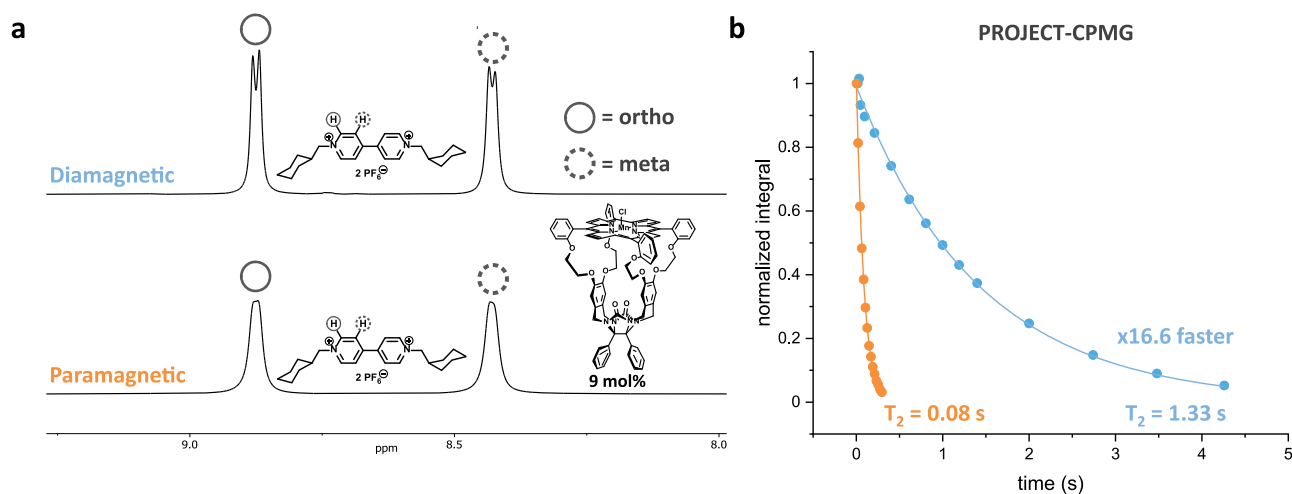 a
H
H
N
+
+
N
2 PF6⊖
= ortho
= meta
Diamagnetic
Cl
N
N
Mn
N
N
O
O
O
O
O
O
O
O
O
O
N
N
N
N
9 mol%
H
H
N
+
+
N
2 PF6⊖
Paramagnetic
9.0
ppm
8.5
8.0
b
PROJECT-CPMG
normalized integral
1
0.8
0.6
0.4
0.2
0
x16.6 faster
T2 = 0.08 s
T2 = 1.33 s
0
1
2
3
4
5
time (s)